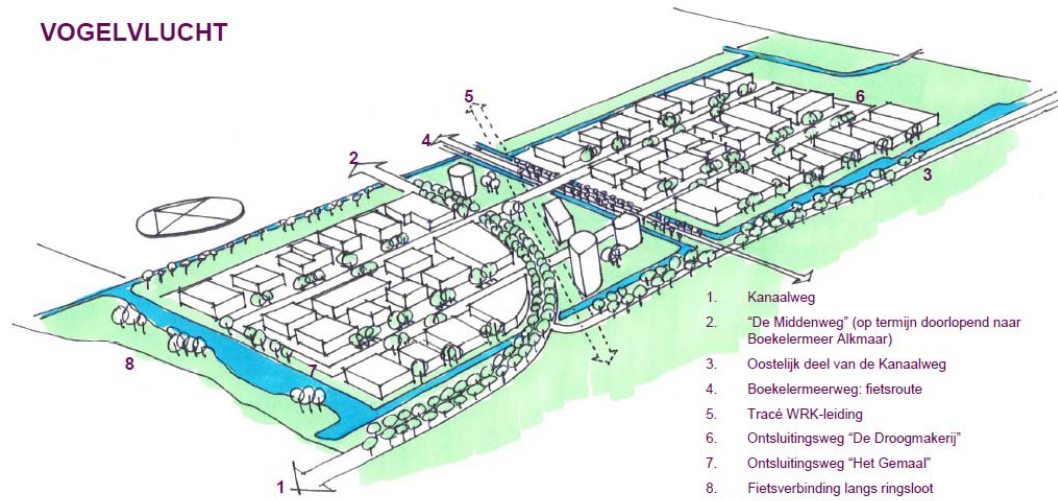 VOGELVLUCHT
5
6
4
2
3
8
7
1
1. Kanaalweg
2. “De Middenweg” (op termijn doorlopend naar
Boekelermeer Alkmaar)
3. Oostelijk deel van de Kanaalweg
4. Boekelermeerweg: fietsroute
5. Tracé WRK-leiding
6. Ontsluitingsweg “De Droogmakerij”
7. Ontsluitingsweg “Het Gemaal”
8. Fietsverbinding langs ringsloot